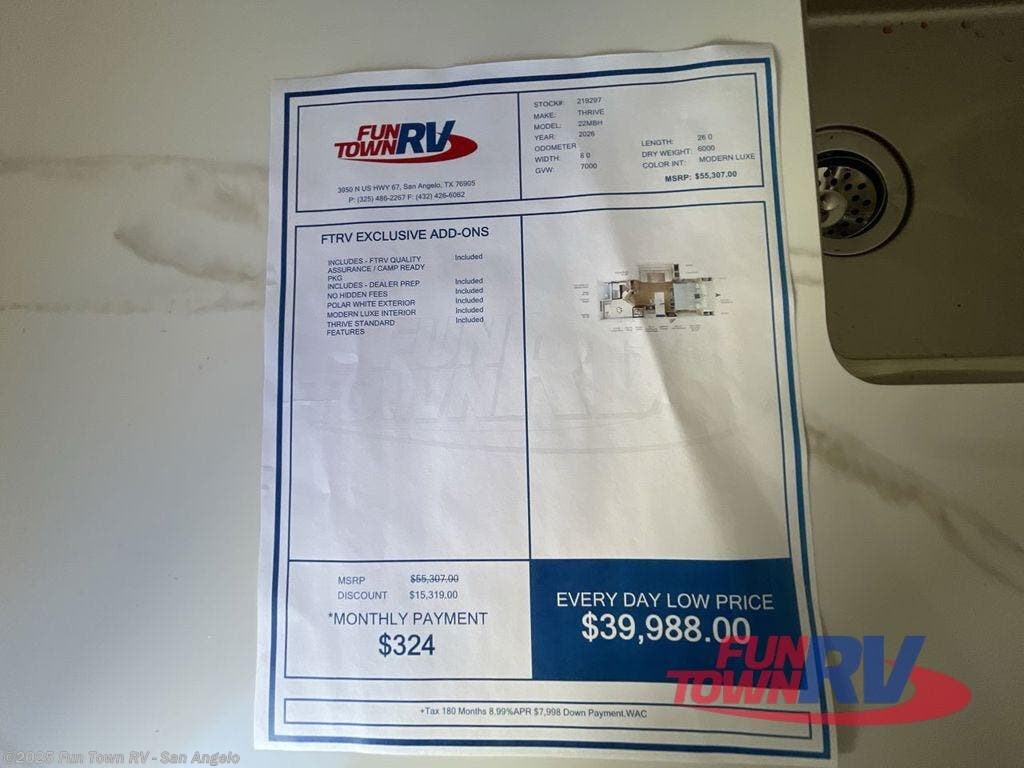 FUN
TOWN RV
3950 N US HWY 67, San Angelo, TX 76905
P: (325) 486-2267 F: (432) 426-6062
STOCK#: 219297
MAKE: THRIVE
MODEL: 22MBH
YEAR: 2026
ODOMETER
WIDTH: 8 0
GVW: 7000
LENGTH: 26 0
DRY WEIGHT: 6000
COLOR INT: MODERN LUXE
MSRP: $55,307.00
FTRV EXCLUSIVE ADD-ONS
INCLUDES - FTRV QUALITY Included
ASSURANCE / CAMP READY
PKG
INCLUDES - DEALER PREP Included
NO HIDDEN FEES Included
POLAR WHITE EXTERIOR Included
MODERN LUXE INTERIOR Included
THRIVE STANDARD Included
FEATURES
FUN
TOWN RV
MSRP $55,307.00
DISCOUNT $15,319.00
*MONTHLY PAYMENT
$324
EVERY DAY LOW PRICE
$39,988.00
+Tax 180 Months 8.99%APR $7,998 Down Payment.WAC
FUN
TOWN RV
©2025 Fun Town RV - San Angelo